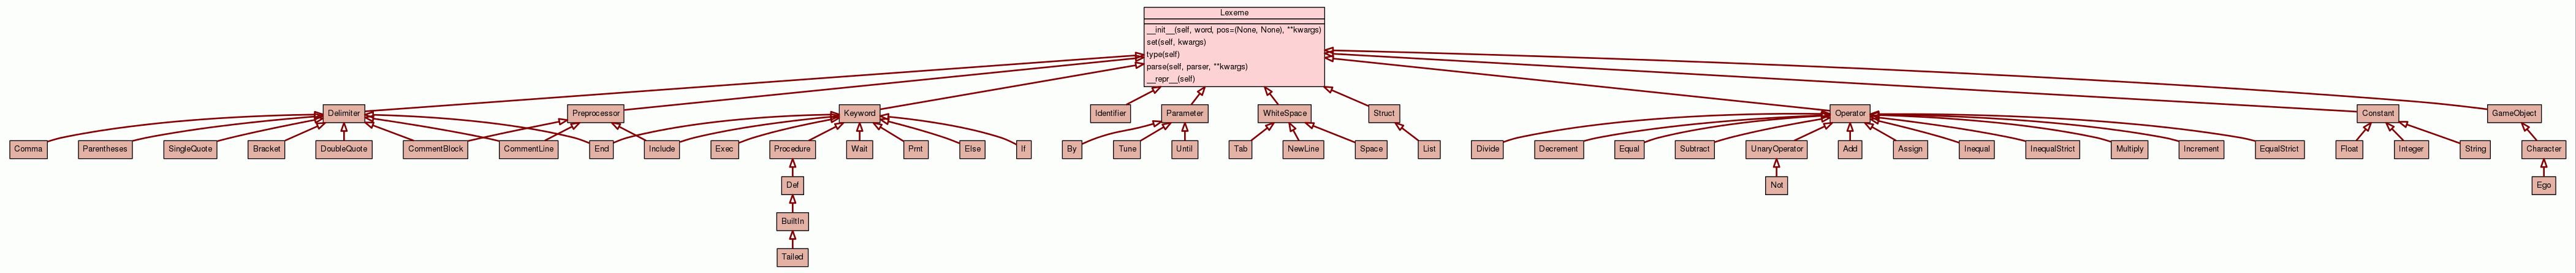 Lexeme
__init__(self, word, pos=(None, None), **kwargs)
set(self, kwargs)
type(self)
parse(self, parser, **kwargs)
__repr__(self)
Delimiter
Preprocessor
Keyword
Identifier
Parameter
WhiteSpace
Struct
Operator
Constant
GameObject
Comma
Parentheses
SingleQuote
Bracket
DoubleQuote
CommentBlock
CommentLine
End
Include
Exec
Procedure
Wait
Prnt
Else
If
By
Tune
Until
Tab
NewLine
Space
List
Divide
Decrement
Equal
Subtract
UnaryOperator
Add
Assign
Inequal
InequalStrict
Multiply
Increment
EqualStrict
Float
Integer
String
Character
Def
Not
Ego
BuiltIn
Tailed